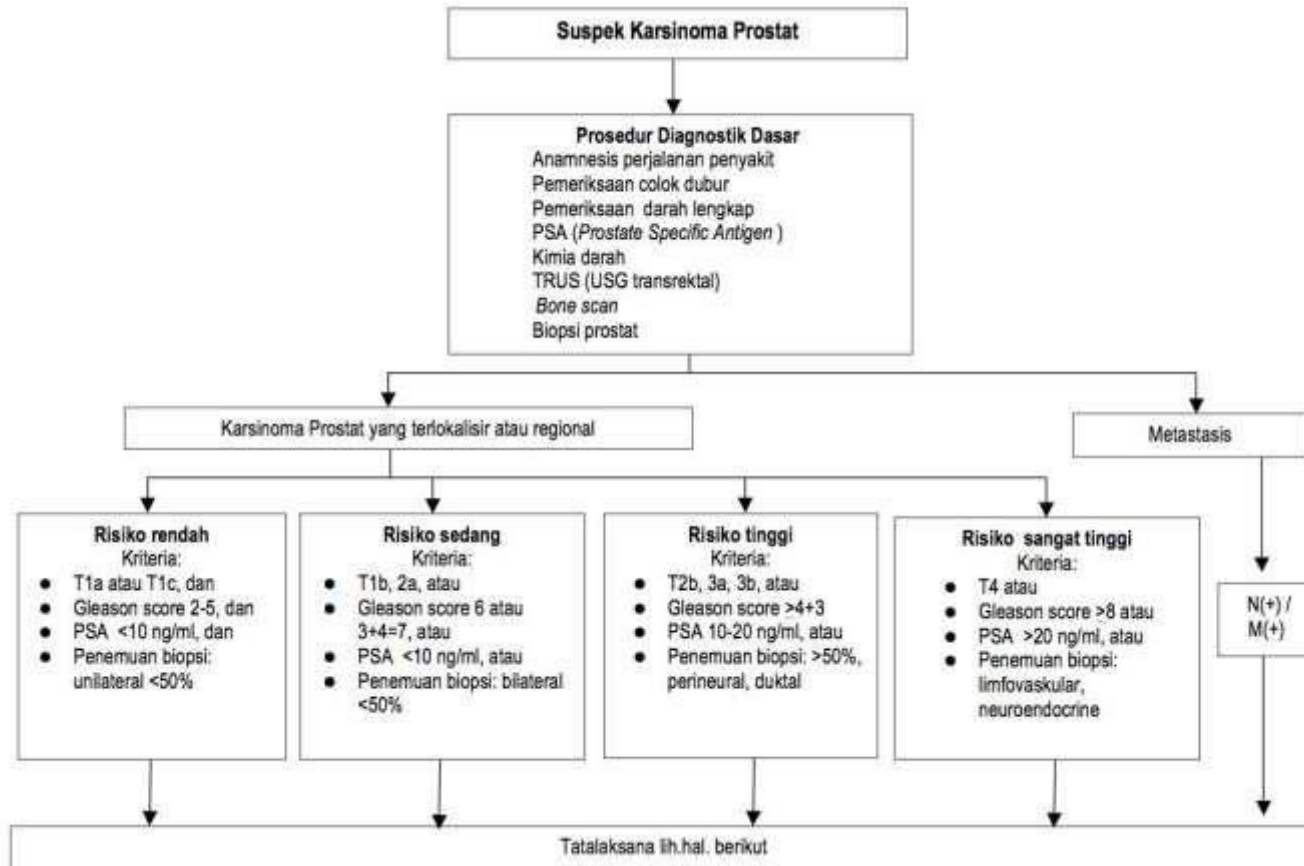 Suspek Karsinoma Prostat
Prosedur Diagnostik Dasar
Anamnesis perjalanan penyakit
Pemeriksaan colok dubur
Pemeriksaan darah lengkap
PSA (Prostate Specific Antigen )
Kimia darah
TRUS (USG transrektal)
Bone scan
Biopsi prostat
Karsinoma Prostat yang terlokalisir atau regional
Metastasis
Risiko rendah
Kriteria:
● T1a atau T1c, dan
● Gleason score 2-5, dan
● PSA <10 ng/ml, dan
● Penemuan biopsi:
unilateral <50%
Risiko sedang
Kriteria:
● T1b, 2a, atau
● Gleason score 6 atau
3+4=7, atau
● PSA <10 ng/ml, atau
● Penemuan biopsi: bilateral
<50%
Risiko tinggi
Kriteria:
● T2b, 3a, 3b, atau
● Gleason score >4+3
● PSA 10-20 ng/ml, atau
● Penemuan biopsi: >50%,
perineural, duktal
Risiko sangat tinggi
Kriteria:
● T4 atau
● Gleason score >8 atau
● PSA >20 ng/ml, atau
● Penemuan biopsi:
limfovaskular,
neuroendocrine
N(+) /
M(+)
Tatalaksana lih.hal. berikut